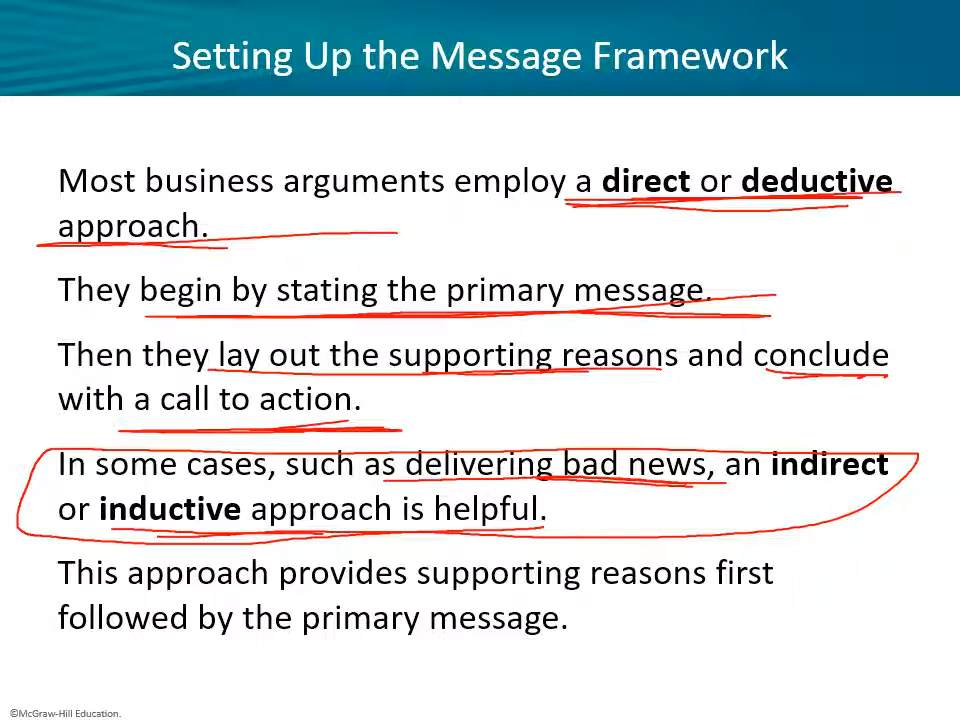 Setting Up the Message Framework
Most business arguments employ a direct or deductive
approach.
They begin by stating the primary message.
Then they lay out the supporting reasons and conclude
with a call to action.
In some cases, such as delivering bad news, an indirect
or inductive approach is helpful.
This approach provides supporting reasons first
followed by the primary message.
©McGraw-Hill Education.